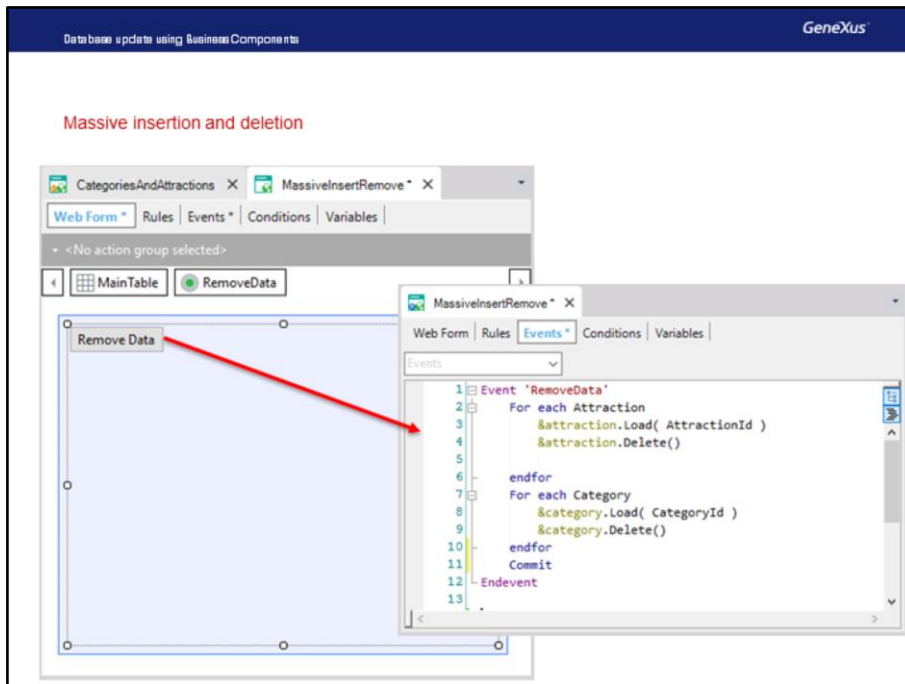 Database update using Business Components
GeneXus
Massive insertion and deletion
CategoriesAndAttractions X MassiveInsertRemove * X
Web Form * Rules Events * Conditions Variables
<No action group selected>
MainTable RemoveData
Remove Data
MassiveInsertRemove * X
Web Form Rules Events * Conditions Variables
Events
1 Event 'RemoveData'
2 For each Attraction
3 &attraction.Load( AttractionId )
4 &attraction.Delete()
5
6 endfor
7 For each Category
8 &category.Load( CategoryId )
9 &category.Delete()
10 endfor
11 Commit
12 Endevent
13